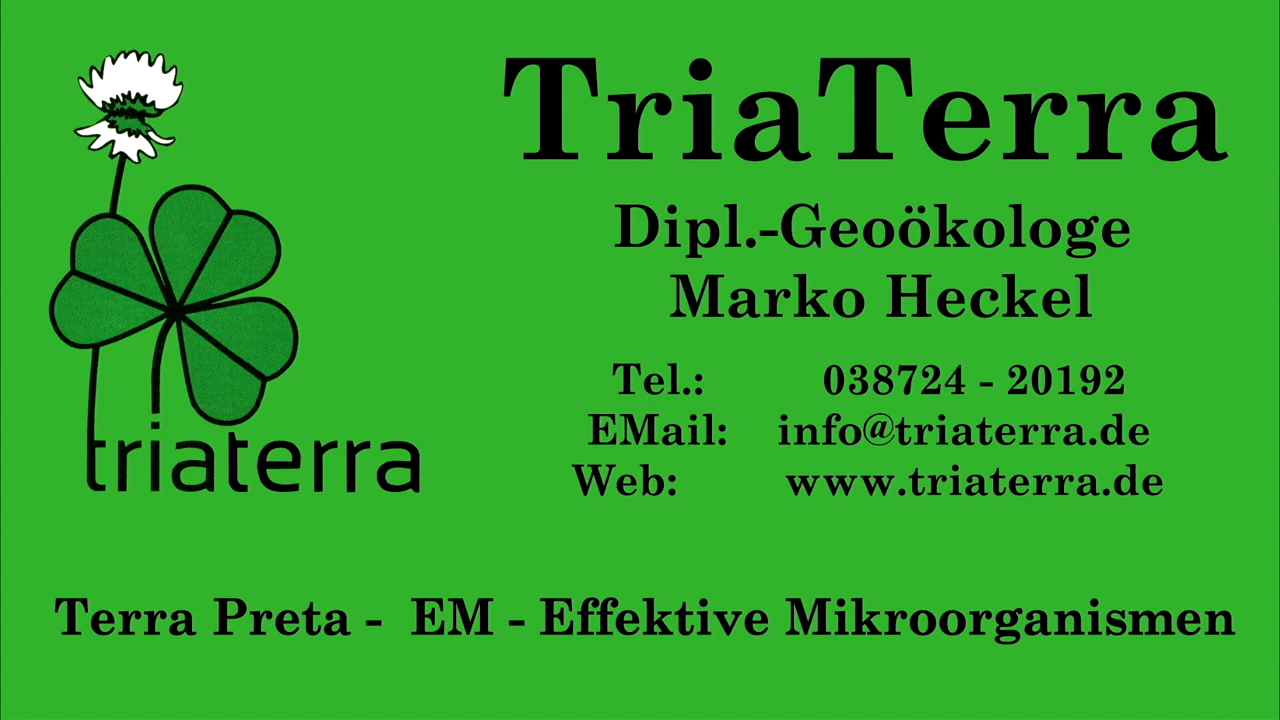 TriaTerra
Dipl.-Geoökologe
Marko Heckel
Tel.: 038724 - 20192
EMail: info@triaterra.de
Web: www.triaterra.de
triaterra
Terra Preta - EM - Effektive Mikroorganismen